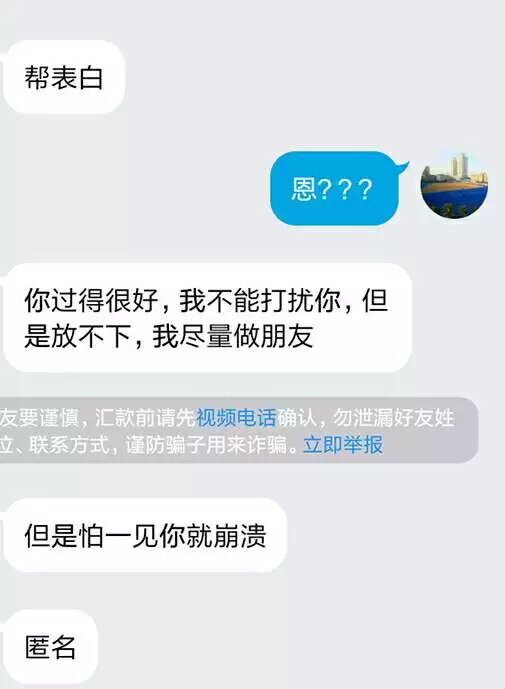 帮表白
恩???
你过得很好，我不能打扰你，但
是放不下，我尽量做朋友
友要谨慎，汇款前请先视频电话确认，勿泄漏好友姓
位、联系方式，谨防骗子用来诈骗。立即举报
但是怕一见你就崩溃
匿名